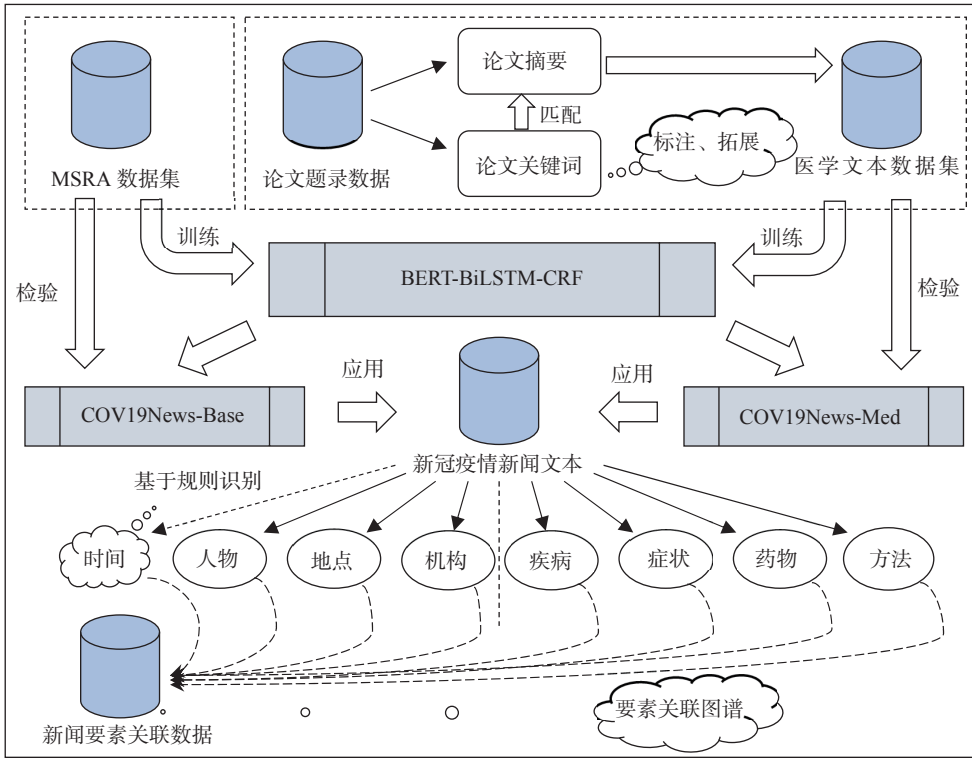 论文摘要
匹配
论文关键词
标注、拓展
MSRA 数据集
论文题录数据
医学文本数据集
训练
训练
BERT-BiLSTM-CRF
检验
检验
应用
应用
COV19News-Base
COV19News-Med
新冠疫情新闻文本
基于规则识别
时间
人物
地点
机构
疾病
症状
药物
方法
要素关联图谱
新闻要素关联数据